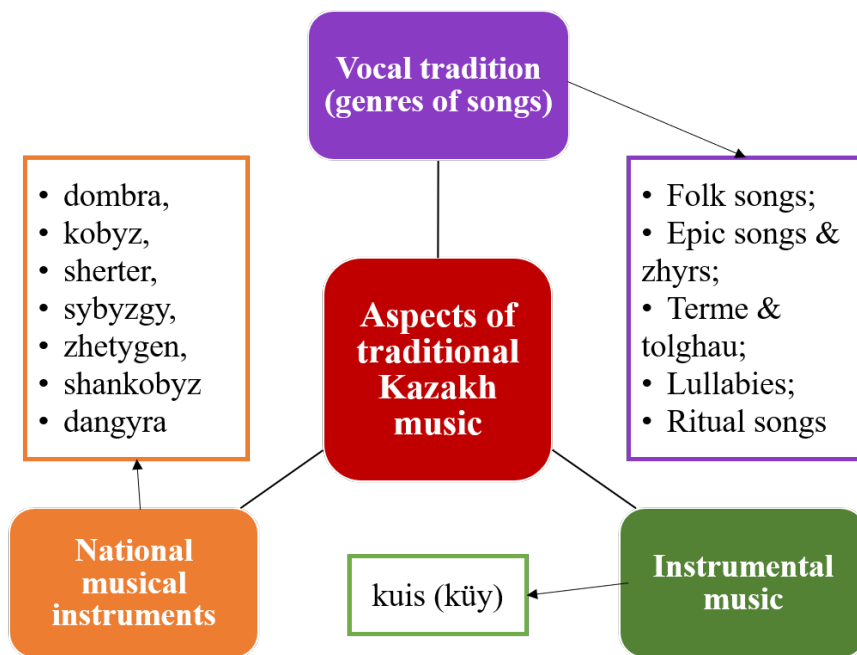 Vocal tradition
(genres of songs)
• dombra,
• kobyz,
• sherter,
• sybyzgy,
• zhetygen,
• shankobyz
• dangyra
Aspects of
traditional
Kazakh
music
• Folk songs;
• Epic songs &
zhyrs;
• Terme &
tolghau;
• Lullabies;
• Ritual songs
National
musical
instruments
kuis (küy)
Instrumental
music